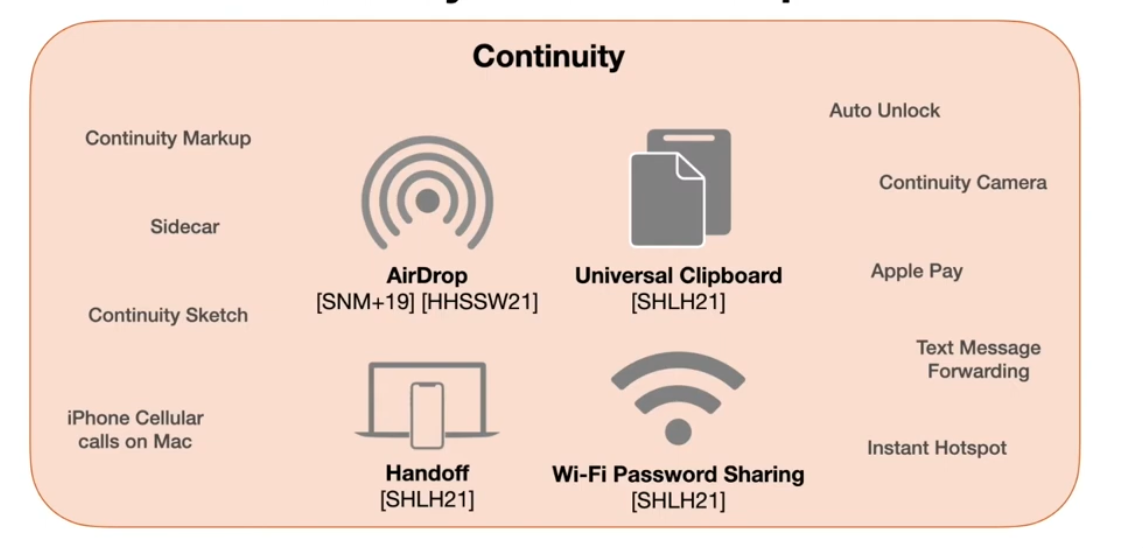 Continuity
Auto Unlock
Continuity Markup
Continuity Camera
Sidecar
AirDrop
[SNM+19] [HHSSW21]
Universal Clipboard
[SHLH21]
Apple Pay
Continuity Sketch
Text Message
Forwarding
iPhone Cellular
calls on Mac
Instant Hotspot
Handoff
[SHLH21]
Wi-Fi Password Sharing
[SHLH21]